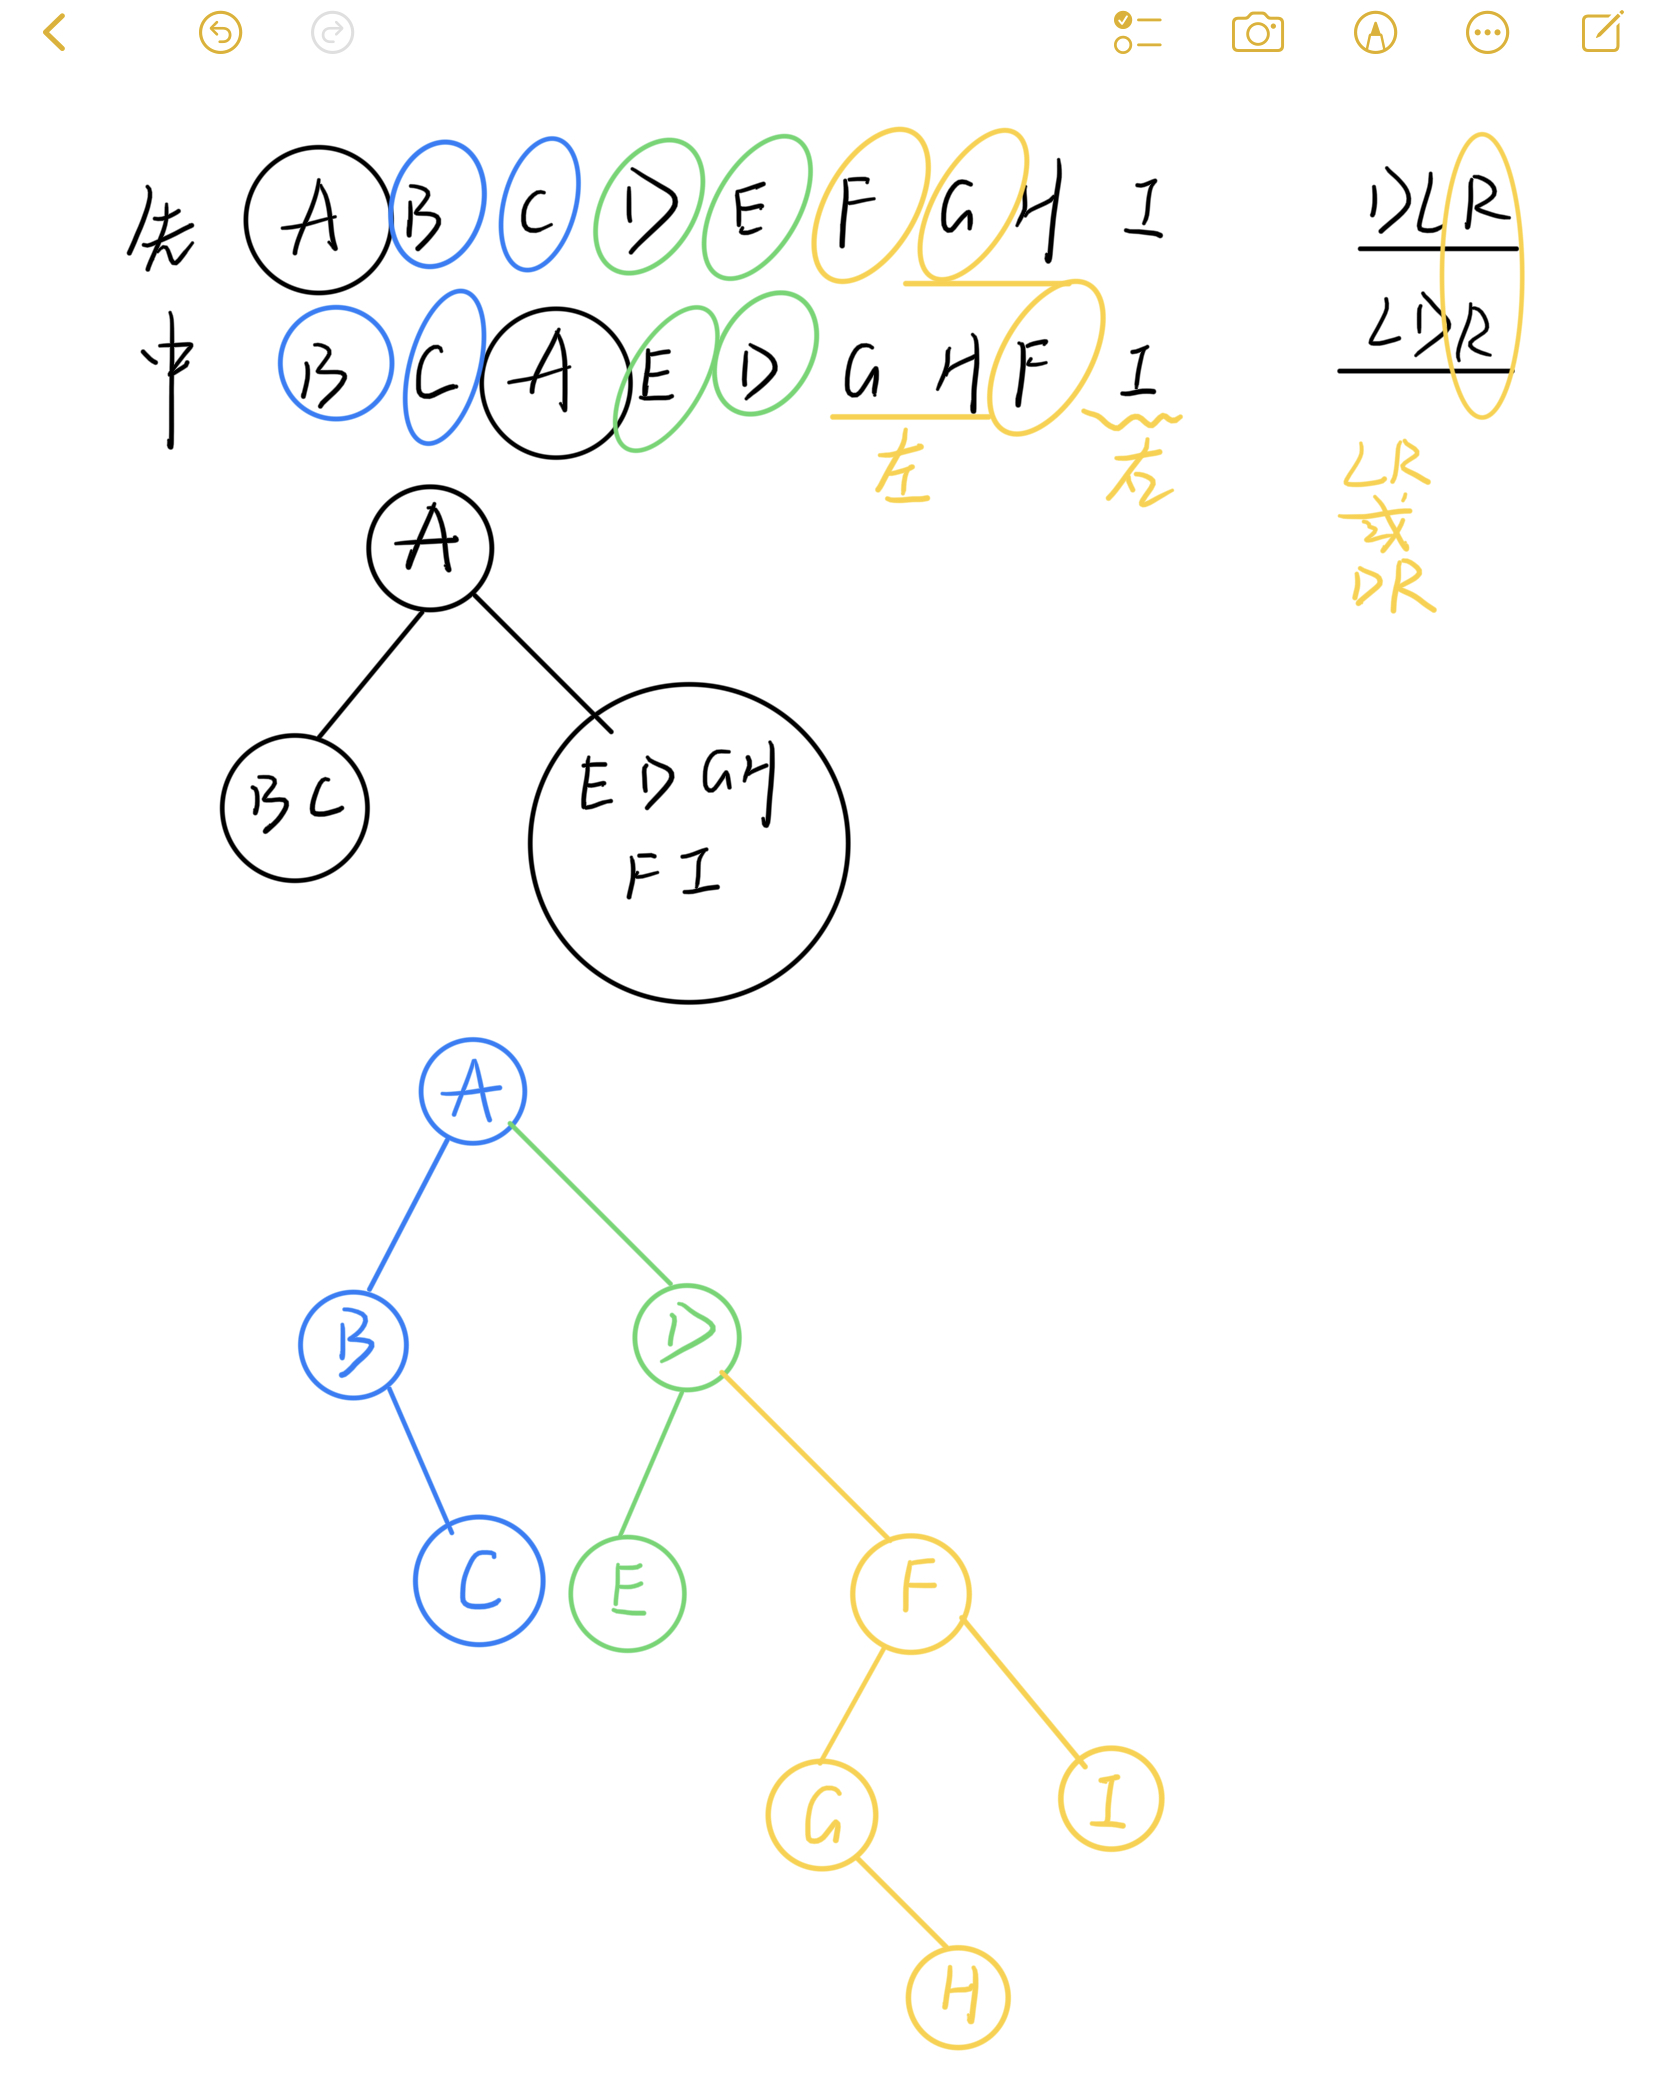 先 A B C D E F G H I
DLR
中 B C A E D G H F I
LDR
左 右
LR
或
DR
A
B C
E D G H
F I
A
B D
C E F
G I
H